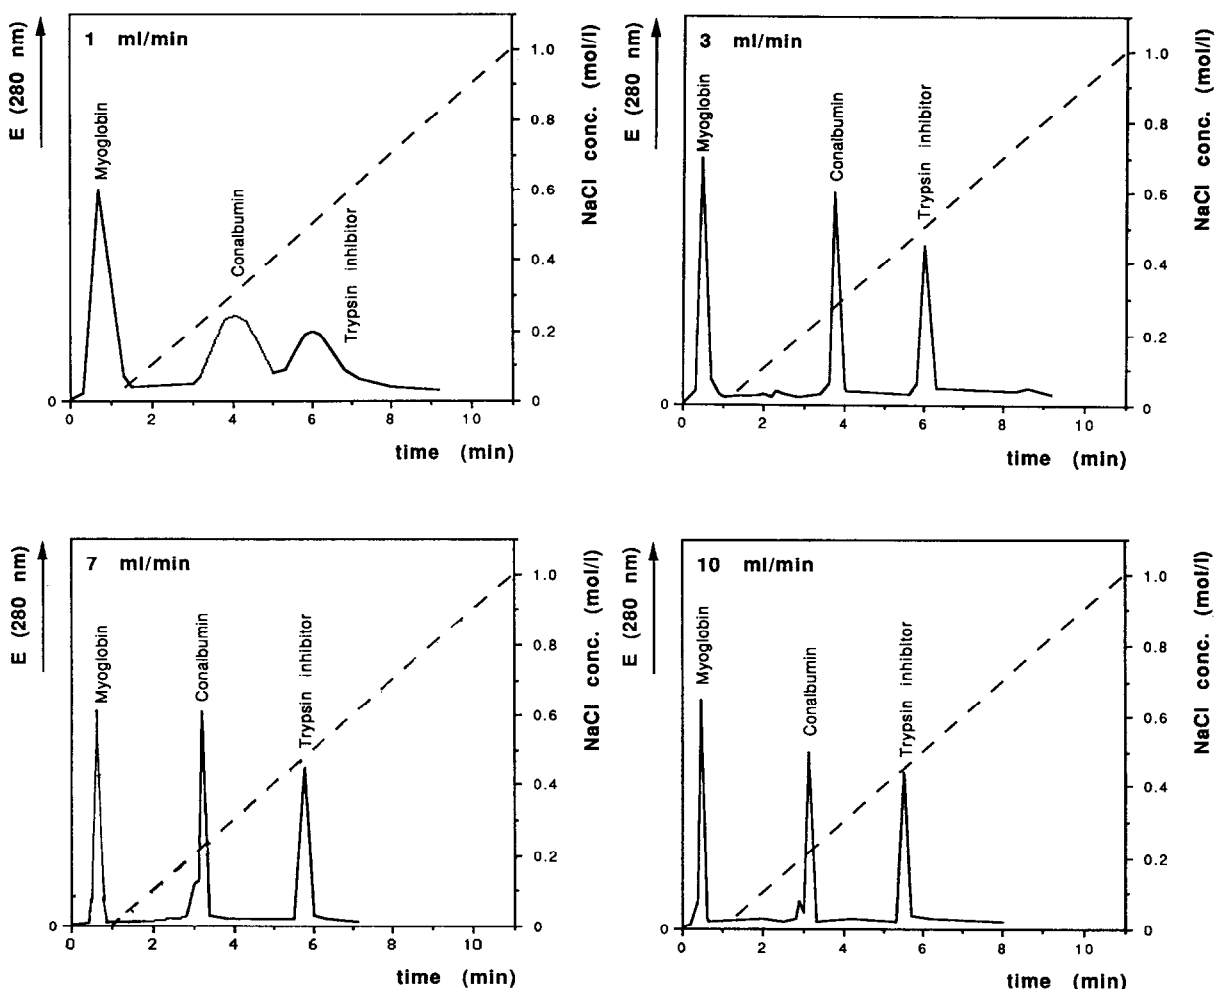 1 ml/min
E (280 nm)
Myoglobin
Conalbumin
Trypsin inhibitor
1.0
0.8
0.6
0.4
0.2
0
NaCl conc. (mol/l)
0
0 2 4 6 8 10
time (min)
3 ml/min
E (280 nm)
Myoglobin
Conalbumin
Trypsin inhibitor
1.0
0.8
0.6
0.4
0.2
0
NaCl conc. (mol/l)
0
0 2 4 6 8 10
time (min)
7 ml/min
E (280 nm)
Myoglobin
Conalbumin
Trypsin inhibitor
1.0
0.8
0.6
0.4
0.2
0
NaCl conc. (mol/l)
0
0 2 4 6 8 10
time (min)
10 ml/min
E (280 nm)
Myoglobin
Conalbumin
Trypsin inhibitor
1.0
0.8
0.6
0.4
0.2
0
NaCl conc. (mol/l)
0
0 2 4 6 8 10
time (min)